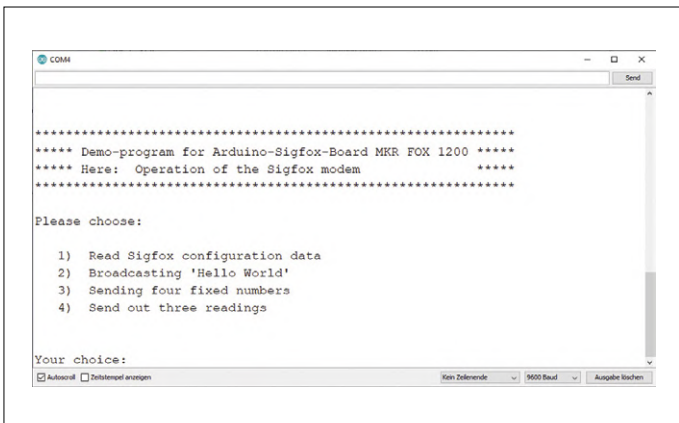 COM4
Send
**************************************************************
***** Demo-program for Arduino-Sigfox-Board MKR FOX 1200 *****
***** Here:  Operation of the Sigfox modem               *****
**************************************************************
Please choose:
1)  Read Sigfox configuration data
2)  Broadcasting 'Hello World'
3)  Sending four fixed numbers
4)  Send out three readings
Your choice:
Autoscroll Zeitstempel anzeigen Kein Zeilenende 9600 Baud Ausgabe löschen